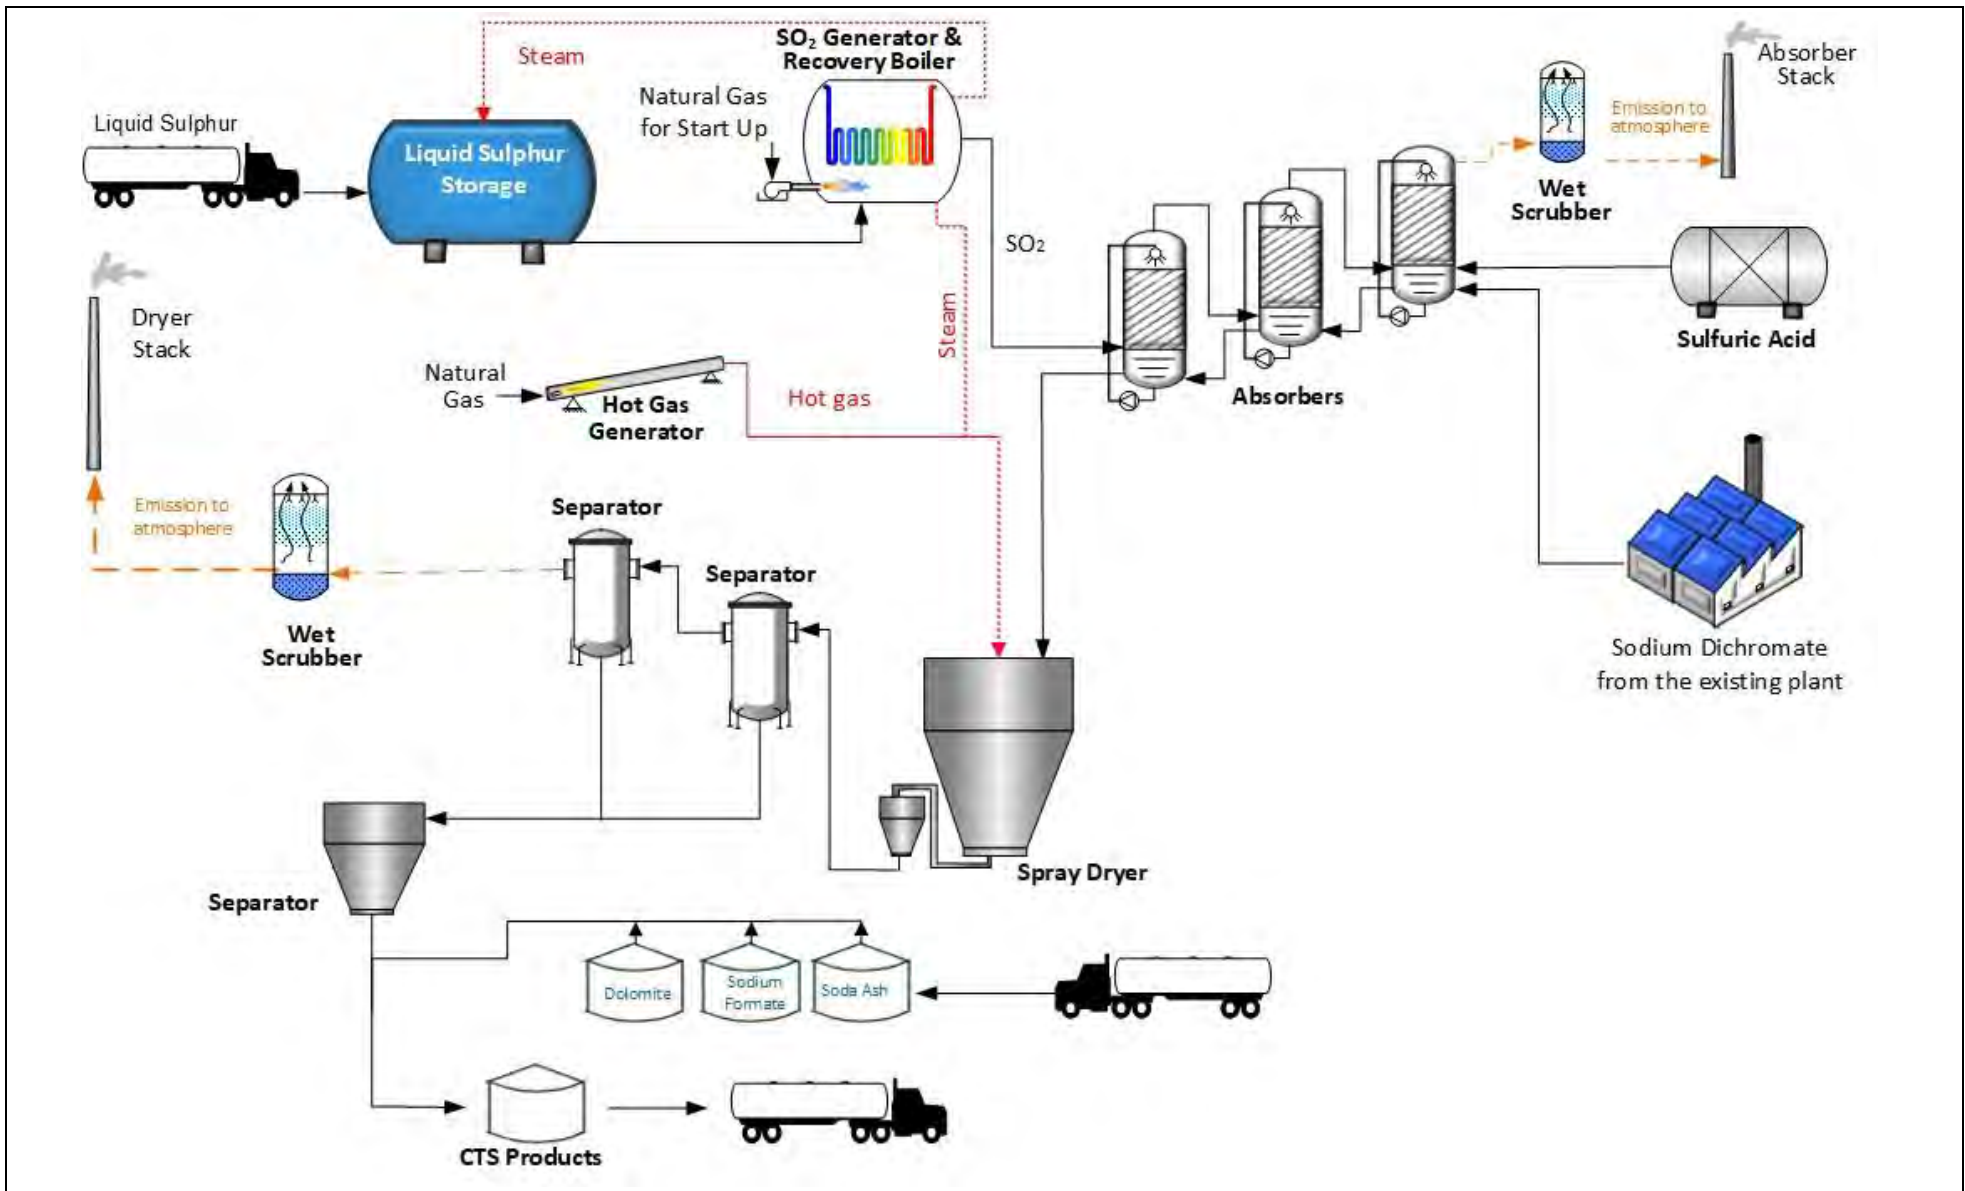 Steam
SO₂ Generator &
Recovery Boiler
Absorber
Stack
Natural Gas
for Start Up
Liquid Sulphur
Emission to
atmosphere
Liquid Sulphur
Storage
Wet
Scrubber
SO₂
Dryer
Stack
Steam
Sulfuric Acid
Natural
Gas
Hot gas
Absorbers
Hot Gas
Generator
Emission to
atmosphere
Separator
Separator
Wet
Scrubber
Sodium Dichromate
from the existing plant
Spray Dryer
Separator
Dolomite
Sodium
Formate
Soda Ash
CTS Products